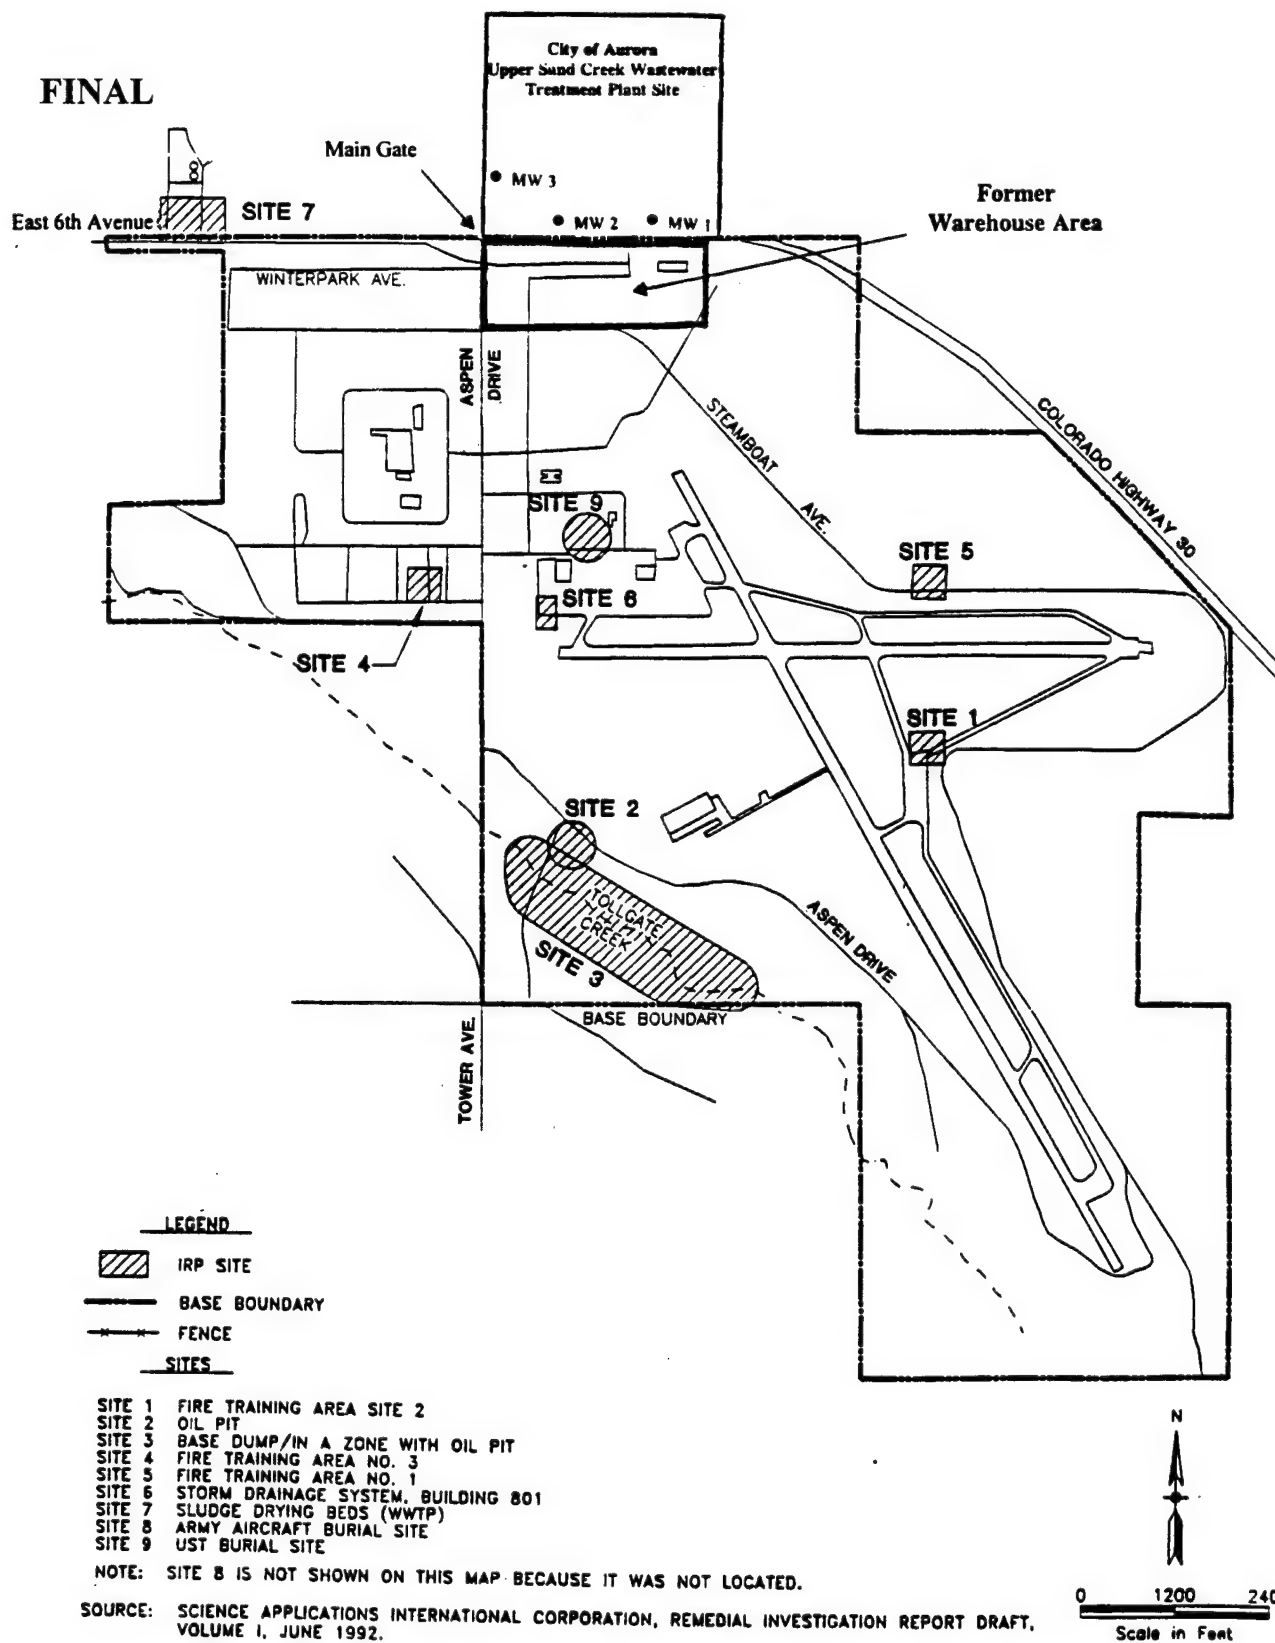 City of Aurora
Upper Sand Creek Wastewater
Treatment Plant Site
FINAL
Main Gate
MW 3
Former
Warehouse Area
SITE 7
East 6th Avenue
MW 2
MW 1
WINTERPARK AVE.
ASPEN
DRIVE
STEAMBOAT
AVE.
COLORADO HIGHWAY 30
SITE 9
SITE 5
SITE 6
SITE 4
SITE 1
SITE 2
TOLLGATE
CREEK
SITE 3
ASPEN DRIVE
BASE BOUNDARY
TOWER AVE.
LEGEND
IRP SITE
BASE BOUNDARY
FENCE
SITES
SITE 1 FIRE TRAINING AREA SITE 2
SITE 2 OIL PIT
SITE 3 BASE DUMP/IN A ZONE WITH OIL PIT
SITE 4 FIRE TRAINING AREA NO. 3
SITE 5 FIRE TRAINING AREA NO. 1
SITE 6 STORM DRAINAGE SYSTEM, BUILDING 801
SITE 7 SLUDGE DRYING BEDS (WWTP)
SITE 8 ARMY AIRCRAFT BURIAL SITE
SITE 9 UST BURIAL SITE
NOTE: SITE 8 IS NOT SHOWN ON THIS MAP BECAUSE IT WAS NOT LOCATED.
SOURCE: SCIENCE APPLICATIONS INTERNATIONAL CORPORATION, REMEDIAL INVESTIGATION REPORT DRAFT,
VOLUME I, JUNE 1992.
N
0 1200 240
Scale in Feet